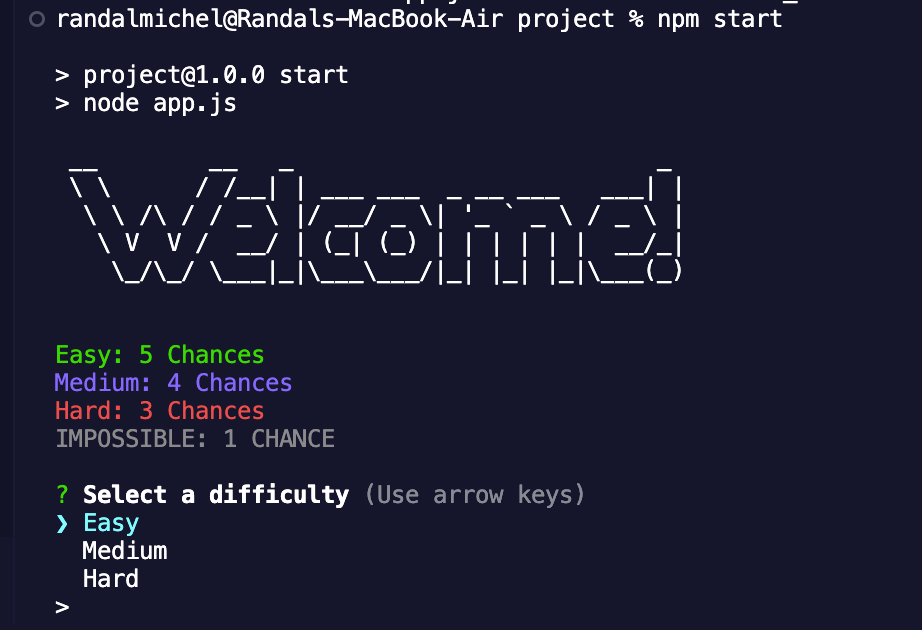 randalmichel@Randals-MacBook-Air project % npm start
> project@1.0.0 start
> node app.js
Welcome!
Easy: 5 Chances
Medium: 4 Chances
Hard: 3 Chances
IMPOSSIBLE: 1 CHANCE
? Select a difficulty (Use arrow keys)
❯ Easy
Medium
Hard
>